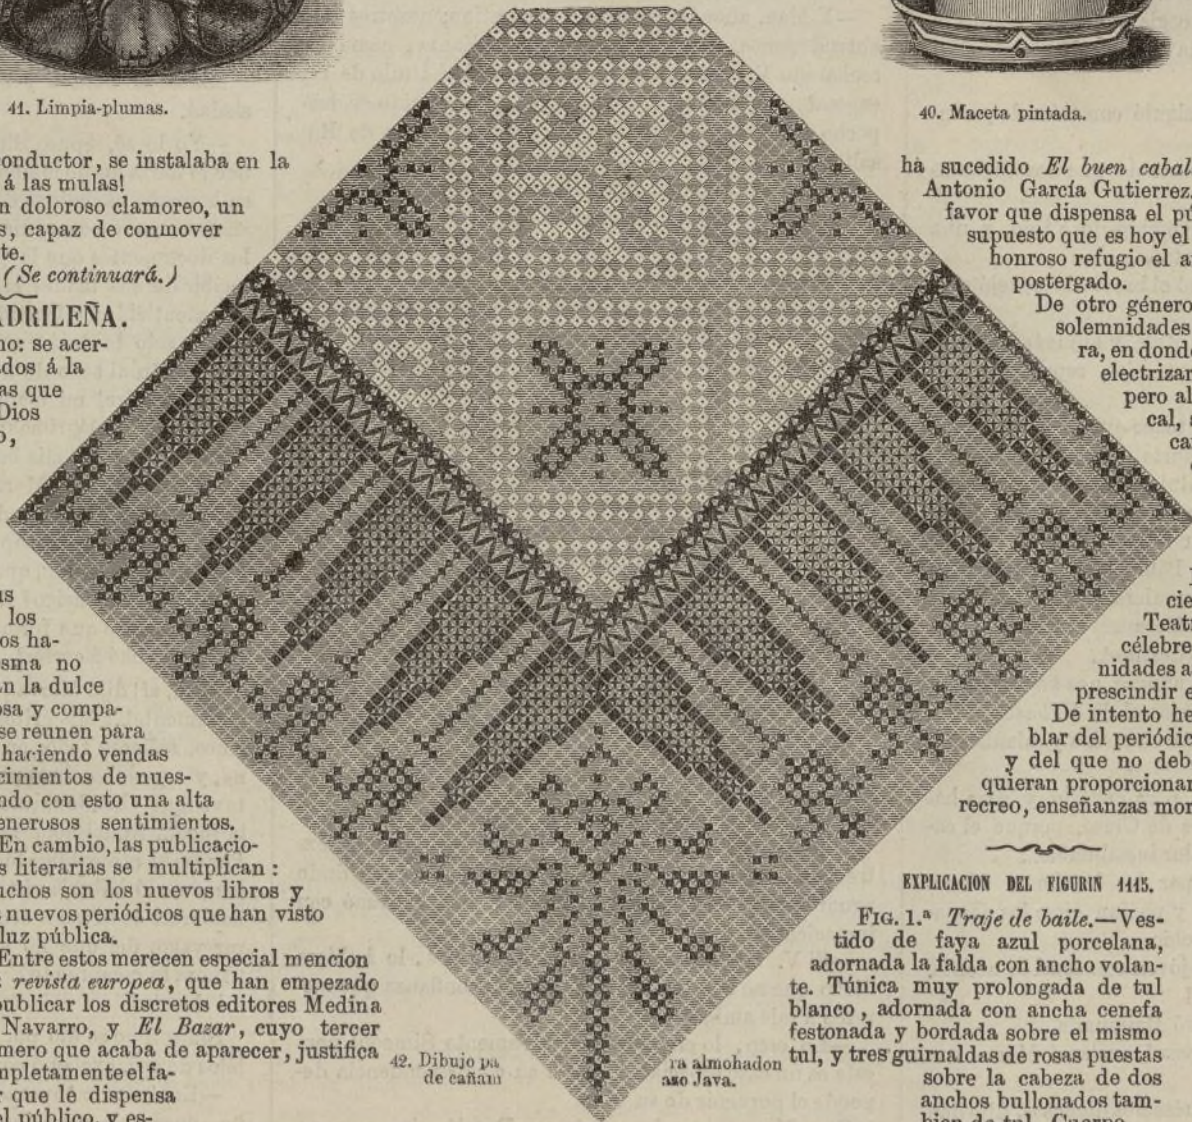 41. Limpia-plumas.
40. Maceta pintada.
conductor, se instalaba en la
á las mulas!
n doloroso clamoreo, un
s, capaz de conmover
te.
(Se continuará.)
ADRILEÑA.
no: se acer-
dos á la
as que
Dios
o,
as
los
os ha-
sma no
an la dulce
osa y compa-
se reunen para
haciendo vendas
cimientos de nues-
ndo con esto una alta
enerosos sentimientos.
En cambio, las publicacio-
s literarias se multiplican :
uchos son los nuevos libros y
s nuevos periódicos que han visto
luz pública.
Entre estos merecen especial mencion
revista europea, que han empezado
publicar los discretos editores Medina
Navarro, y El Bazar, cuyo tercer
mero que acaba de aparecer, justifica
mpletamente el fa-
r que le dispensa
el público, y es-
42. Dibujo pa
de cañam
ra almohadon
azo Java.
ha sucedido El buen cabal
Antonio García Gutierrez,
favor que dispensa el pú
supuesto que es hoy el
honroso refugio el a
postergado.
De otro género
solemnidades
ra, en donde
electrizar
pero al
cal, s
ca
cie
Teatr
célebre
nidades a
prescindir e
De intento he
blar del periódic
y del que no deb
quieran proporcionar
recreo, enseñanzas mor
EXPLICACION DEL FIGURIN 1115.
FIG. 1.ª Traje de baile.—Ves-
tido de faya azul porcelana,
adornada la falda con ancho volan-
te. Túnica muy prolongada de tul
blanco, adornada con ancha cenefa
festonada y bordada sobre el mismo
tul, y tres guirnaldas de rosas puestas
sobre la cabeza de dos
anchos bullonados tam-
bien de tul. Cuerpo